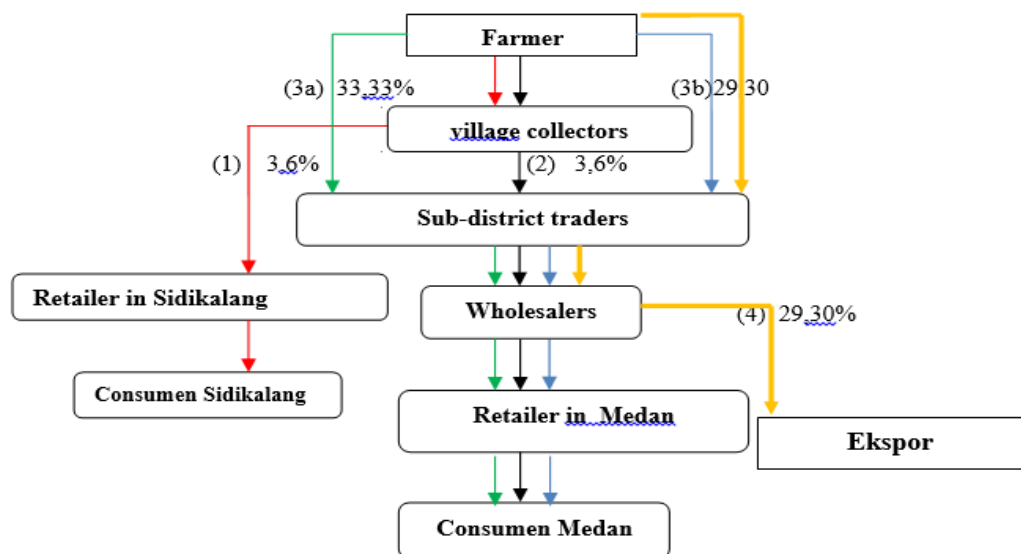 Farmer
(3a) 33,33%
(3b)29,30
village collectors
(1) 3,6%
(2) 3,6%
Sub-district traders
Retailer in Sidikalang
Wholesalers
(4) 29,30%
Consumen Sidikalang
Retailer in Medan
Ekspor
Consumen Medan